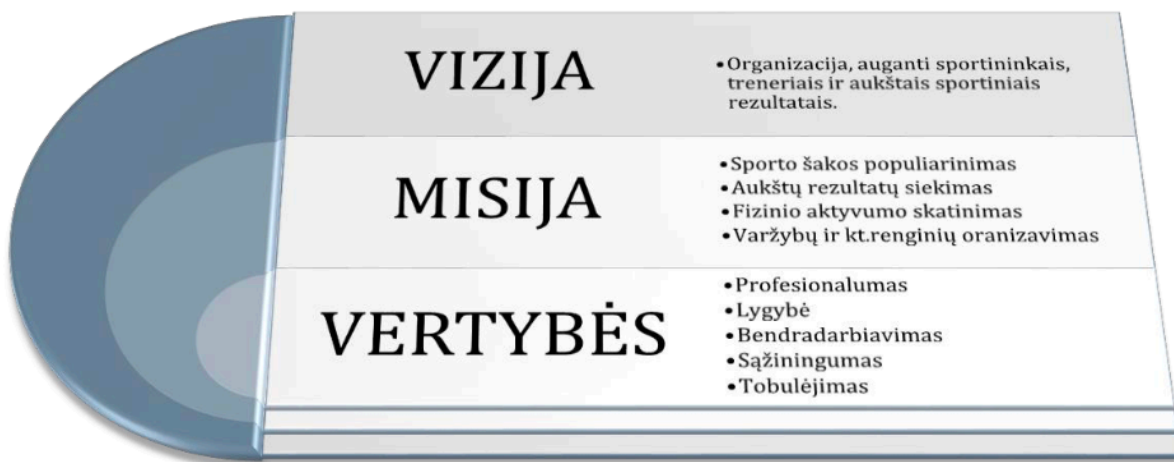 VIZIJA
•Organizacija, auganti sportininkais,
treneriais ir aukštais sportiniais
rezultatais.
MISIJA
•Sporto šakos populiarinimas
•Aukštų rezultatų siekimas
•Fizinio aktyvumo skatinimas
•Varžybų ir kt.renginių oranizavimas
VERTYBĖS
•Profesionalumas
•Lygybė
•Bendradarbiavimas
•Sąžiningumas
•Tobulėjimas